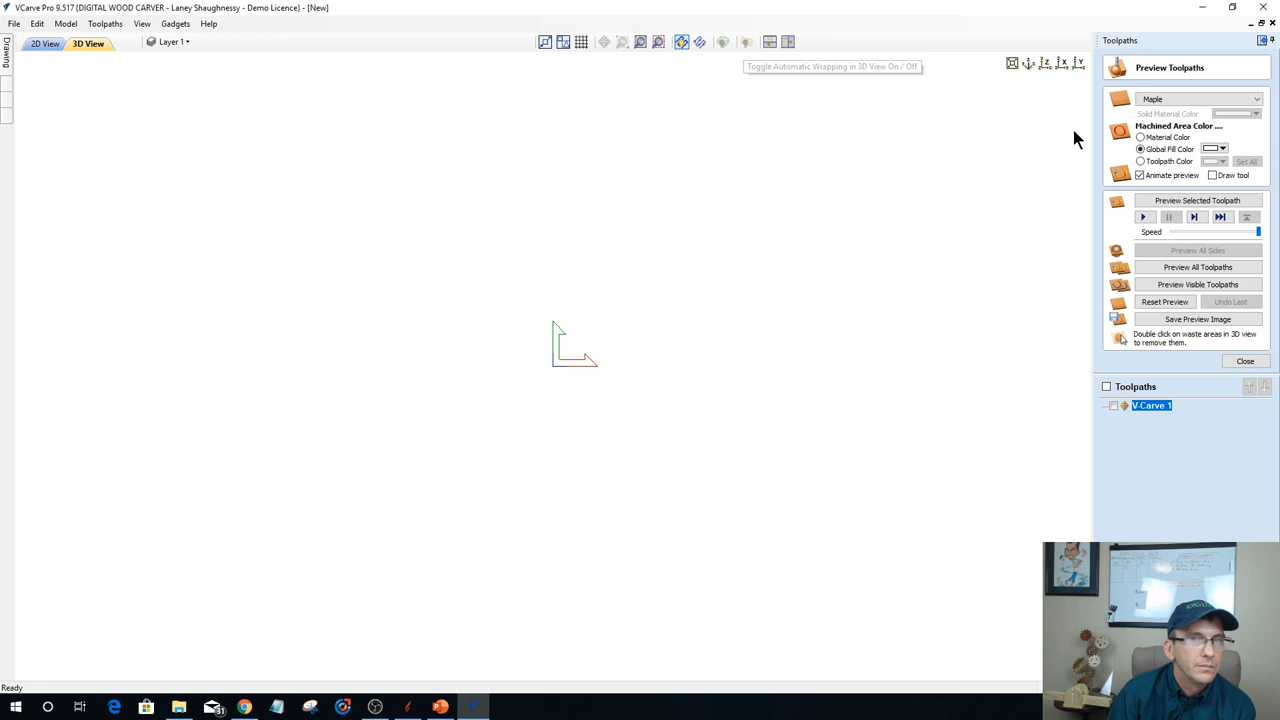 VCarve Pro 9.517 {DIGITAL WOOD CARVER - Laney Shaughnessy - Demo Licence} - [New]
File Edit Model Toolpaths View Gadgets Help
2D View 3D View Layer 1
Toggle Automatic Wrapping in 3D View On / Off
Drawing
Toolpaths
Preview Toolpaths
Maple
Solid Material Color
Machined Area Color ....
Material Color
Global Fill Color
Toolpath Color Set All
Animate preview Draw tool
Preview Selected Toolpath
Speed
Preview All Sides
Preview All Toolpaths
Preview Visible Toolpaths
Reset Preview Undo Last
Save Preview Image
Double click on waste areas in 3D view
to remove them.
Close
Toolpaths
V-Carve 1
Z X Y
Ready
31